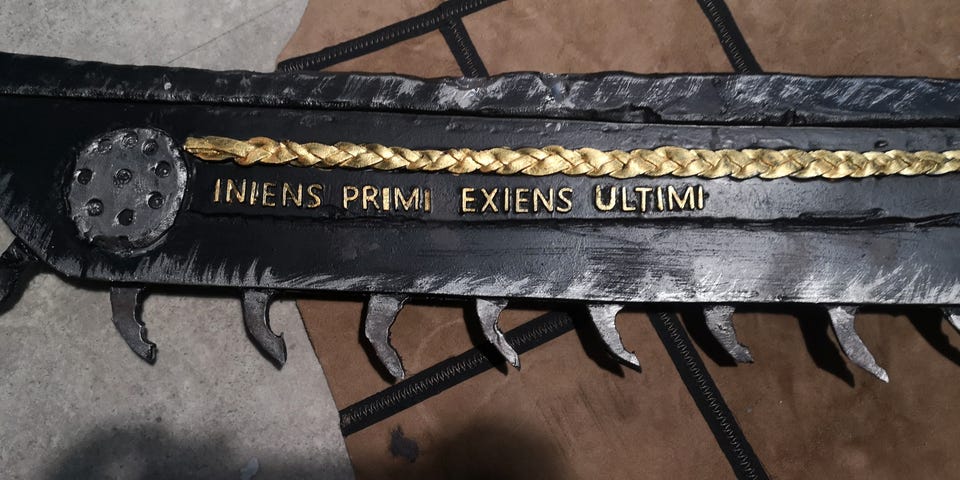 INIENS PRIMI EXIENS ULTIMI